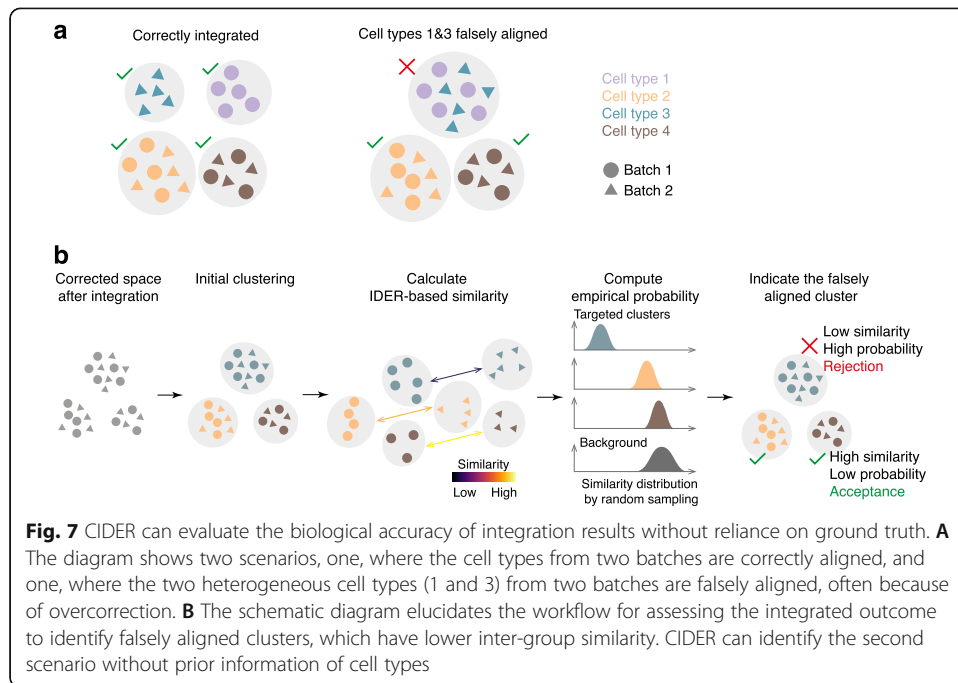 a
Correctly integrated
Cell types 1&3 falsely aligned
Cell type 1
Cell type 2
Cell type 3
Cell type 4
Batch 1
Batch 2
b
Corrected space
after integration
Initial clustering
Calculate
IDER-based similarity
Compute
empirical probability
Indicate the falsely
aligned cluster
Targeted clusters
Background
Similarity distribution
by random sampling
Similarity
Low
High
Low similarity
High probability
Rejection
High similarity
Low probability
Acceptance
Fig. 7 CIDER can evaluate the biological accuracy of integration results without reliance on ground truth. A
The diagram shows two scenarios, one, where the cell types from two batches are correctly aligned, and
one, where the two heterogeneous cell types (1 and 3) from two batches are falsely aligned, often because
of overcorrection. B The schematic diagram elucidates the workflow for assessing the integrated outcome
to identify falsely aligned clusters, which have lower inter-group similarity. CIDER can identify the second
scenario without prior information of cell types